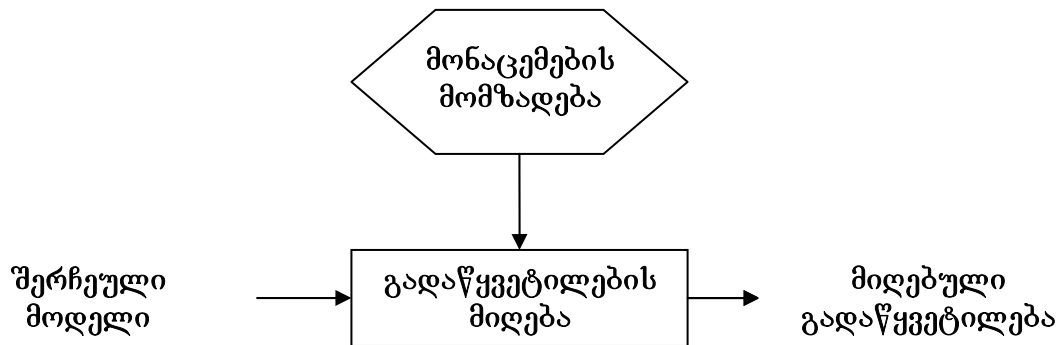 მონაცემების
მომზადება
შერჩეული
მოდელი
გადაწყვეტილების
მიღება
მიღებული
გადაწყვეტილება